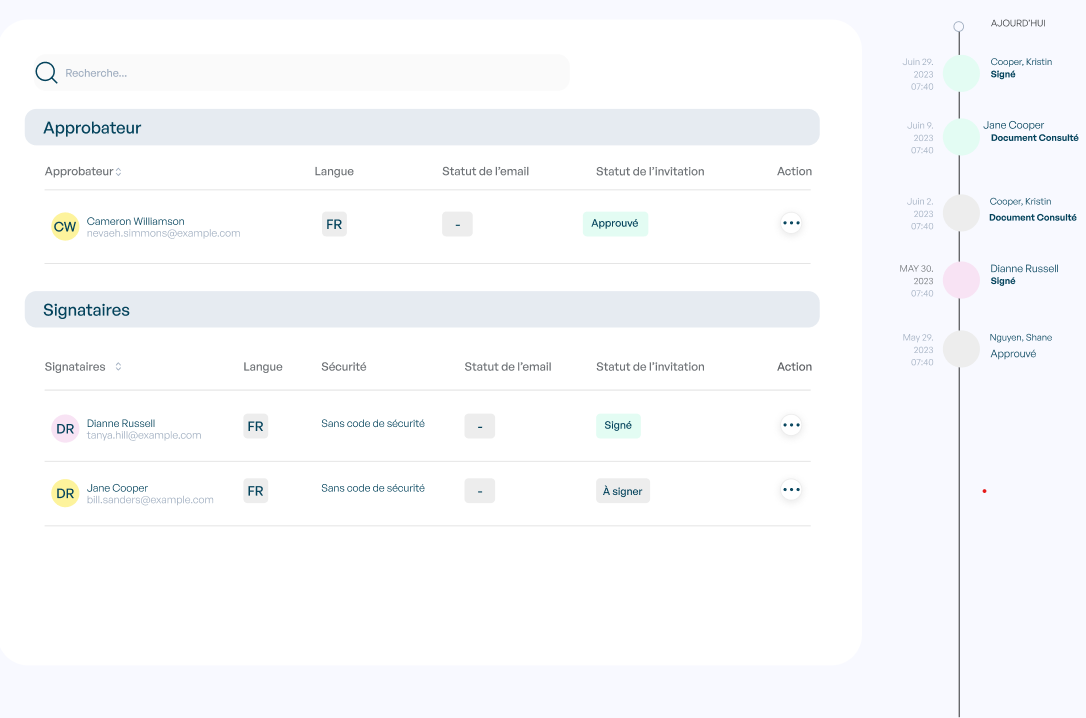 Recherche...
Approbateur
Approbateur Langue Statut de l'email Statut de l'invitation Action
CW Cameron Williamson FR - Approuvé
nevaeh.simmons@example.com
Signataires
Signataires Langue Sécurité Statut de l'email Statut de l'invitation Action
DR Dianne Russell FR Sans code de sécurité - Signé
tanya.hill@example.com
DR Jane Cooper FR Sans code de sécurité - À signer
bill.sanders@example.com
AJOURD'HUI
Juin 29. Cooper, Kristin
2023 Signé
07:40
Juin 9. Jane Cooper
2023 Document Consulté
07:40
Juin 2. Cooper, Kristin
2023 Document Consulté
07:40
MAY 30. Dianne Russell
2023 Signé
07:40
May 29. Nguyen, Shane
2023 Approuvé
07:40